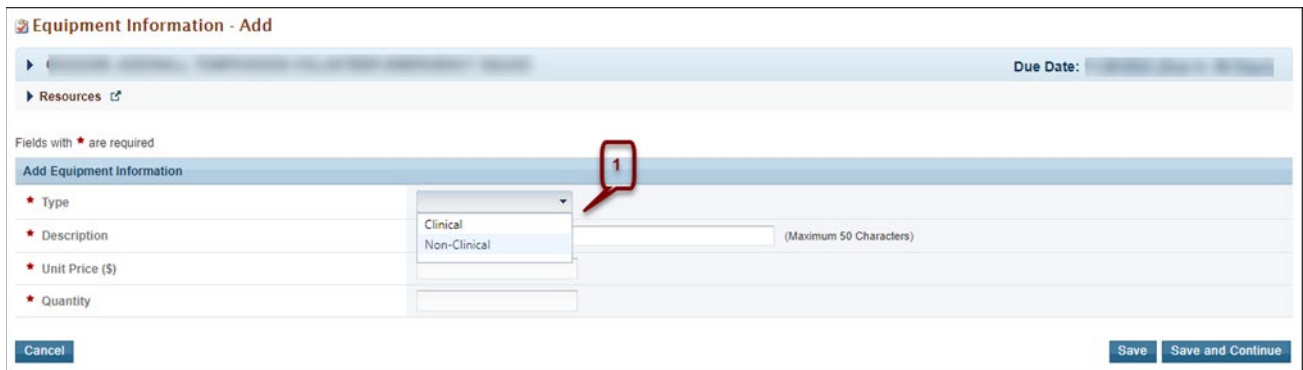 Equipment Information - Add
Due Date:
Resources
Fields with * are required
1
Add Equipment Information
* Type
Clinical
Non-Clinical
* Description (Maximum 50 Characters)
* Unit Price ($)
* Quantity
Cancel Save Save and Continue